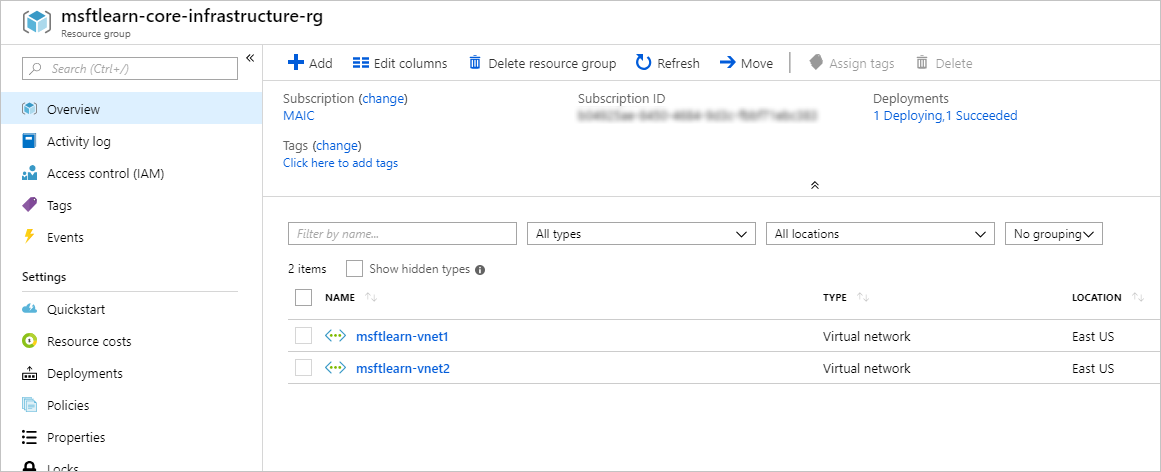 msftlearn-core-infrastructure-rg
Resource group
Search (Ctrl+/)
Overview
Activity log
Access control (IAM)
Tags
Events
Settings
Quickstart
Resource costs
Deployments
Policies
Properties
Locks
Add
Edit columns
Delete resource group
Refresh
Move
Assign tags
Delete
Subscription (change)
MAIC
Subscription ID
Deployments
1 Deploying,1 Succeeded
Tags (change)
Click here to add tags
Filter by name...
All types
All locations
No grouping
2 items
Show hidden types
NAME TYPE LOCATION
msftlearn-vnet1 Virtual network East US
msftlearn-vnet2 Virtual network East US